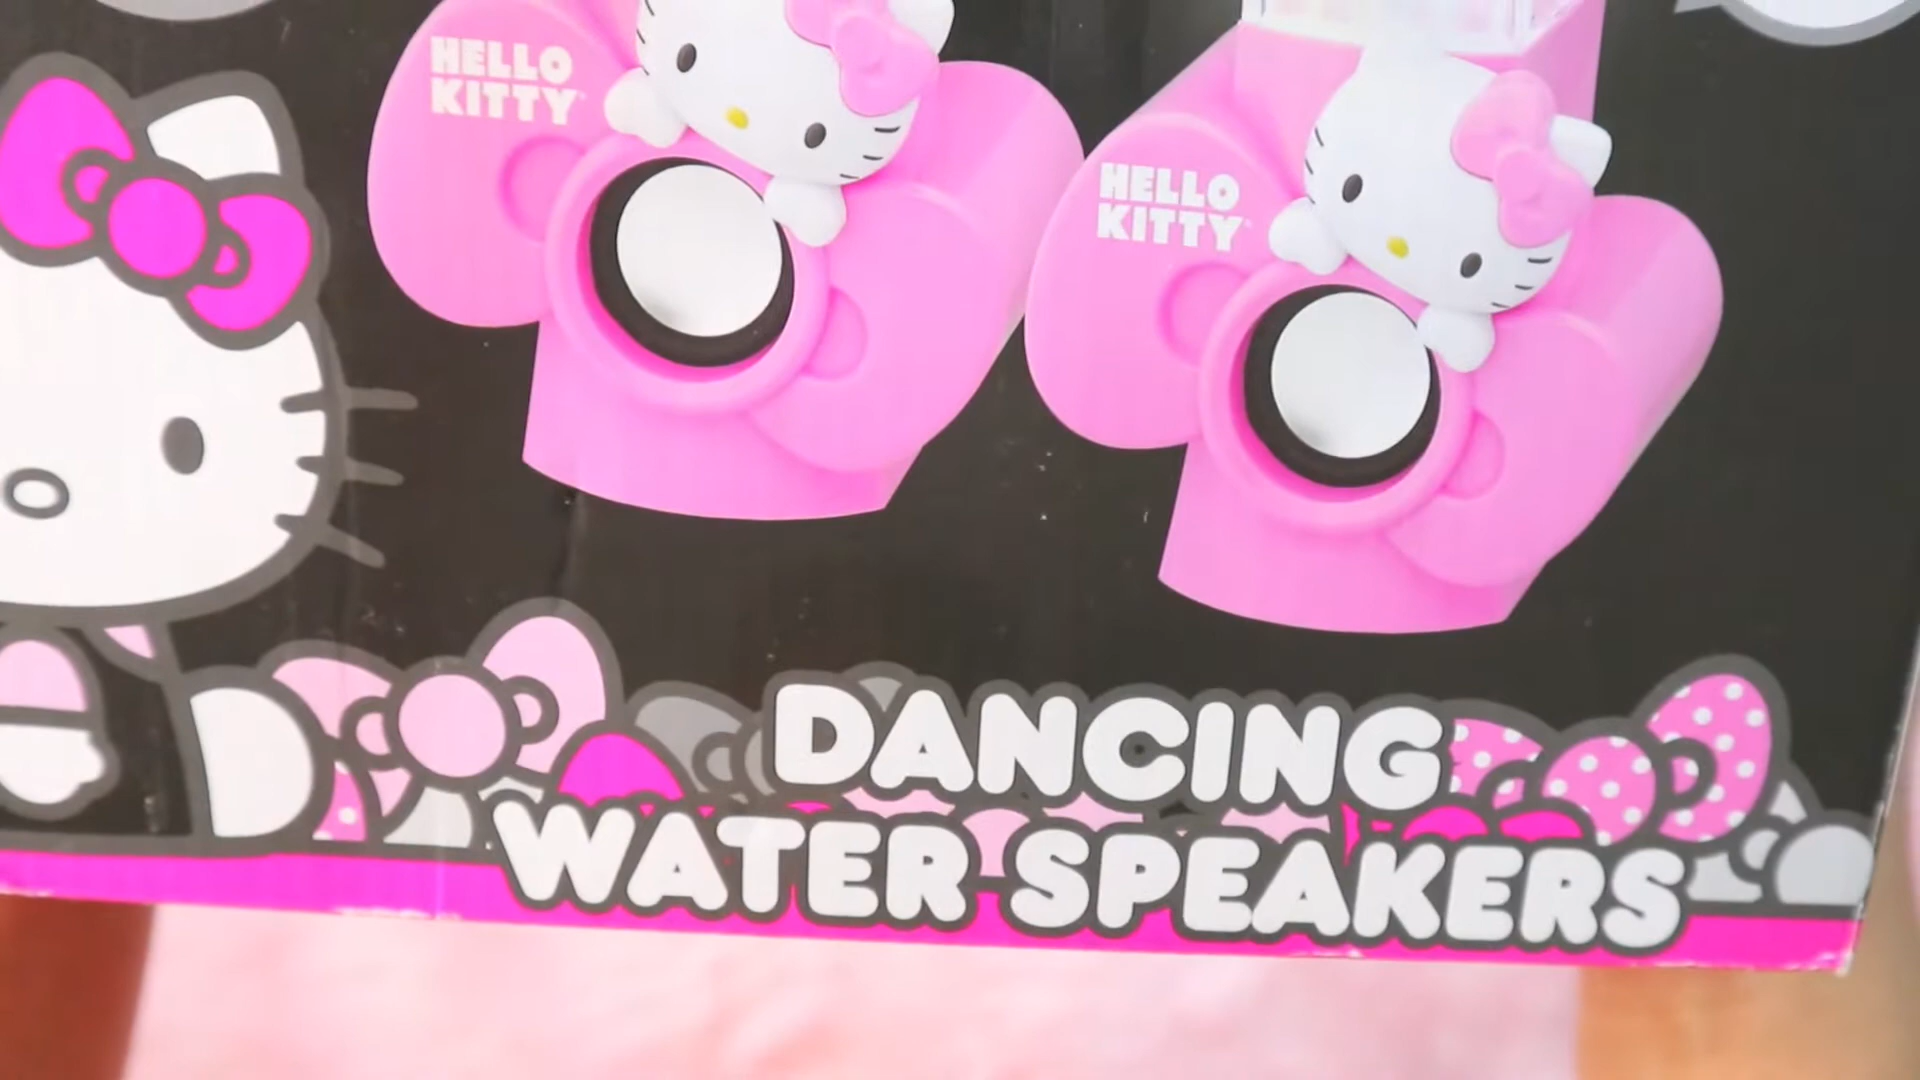 HELLO
KITTY
HELLO
KITTY
DANCING
WATER SPEAKERS